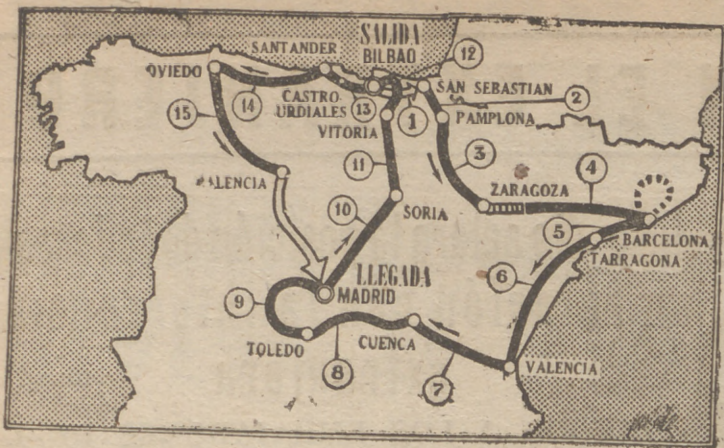 SALIDA
BILBAO
12
SANTANDER
OVIEDO
14
CASTRO-
URDIALES
13
1
SAN SEBASTIAN
2
15
VITORIA
PAMPLONA
11
3
ZARAGOZA
4
PALENCIA
10
SORIA
5
BARCELONA
TARRAGONA
LLEGADA
MADRID
6
9
TOLEDO
8
CUENCA
7
VALENCIA